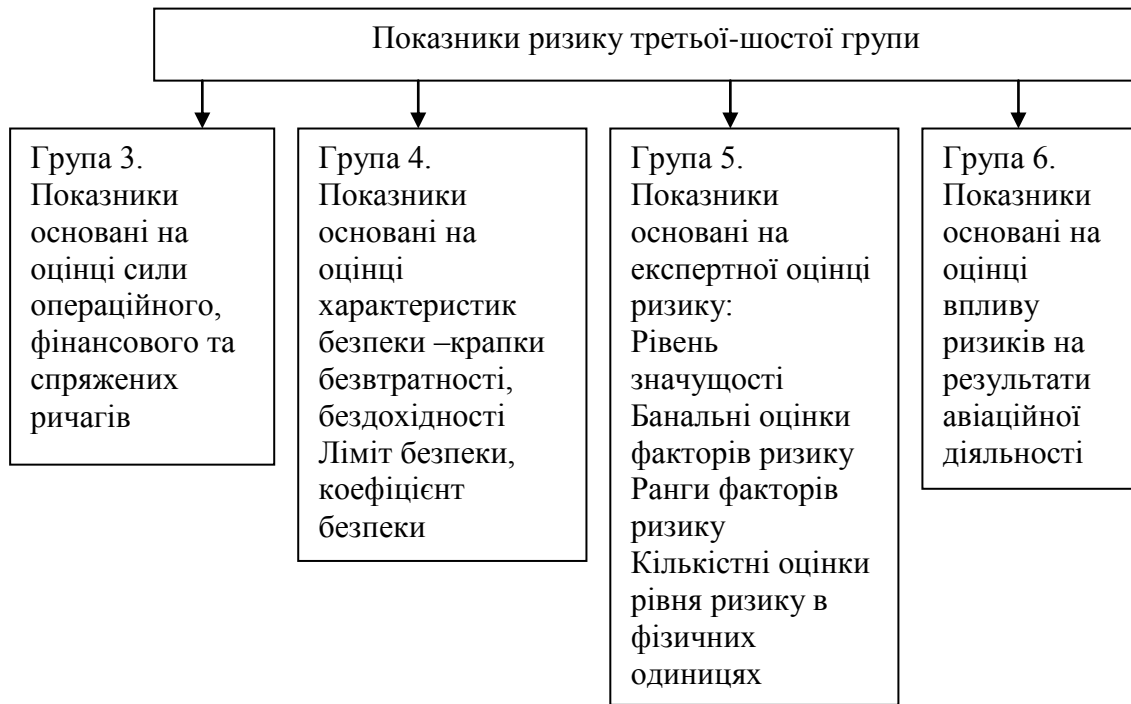 Показники ризику третьої-шостої групи
Група 3.
Показники
основані на
оцінці сили
операційного,
фінансового та
спряжених
ричагів
Група 4.
Показники
основані на
оцінці
характеристик
безпеки –крапки
безвтратності,
бездохідності
Ліміт безпеки,
коефіцієнт
безпеки
Група 5.
Показники
основані на
експертної оцінці
ризику:
Рівень
значущості
Банальні оцінки
факторів ризику
Ранги факторів
ризику
Кількістні оцінки
рівня ризику в
фізичних
одиницях
Група 6.
Показники
основані на
оцінці
впливу
ризиків на
результати
авіаційної
діяльності